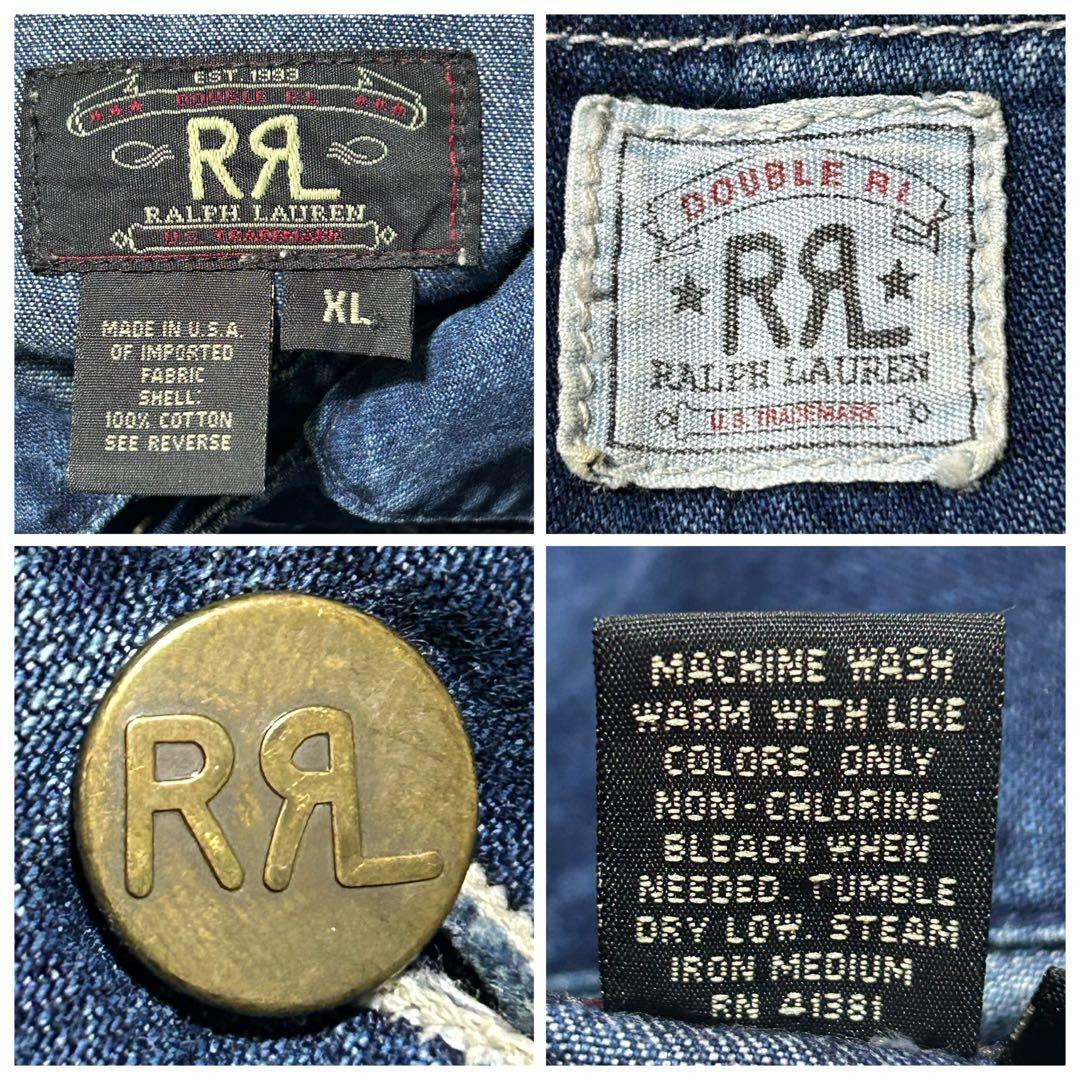 EST. 1993
DOUBLE RL
RRL
RALPH LAUREN
U.S. TRADEMARK
MADE IN U.S.A.
OF IMPORTED
FABRIC
SHELL:
100% COTTON
SEE REVERSE
XL
DOUBLE RL
RRL
RALPH LAUREN
U.S. TRADEMARK
RRL
MACHINE WASH
WARM WITH LIKE
COLORS. ONLY
NON-CHLORINE
BLEACH WHEN
NEEDED. TUMBLE
DRY LOW. STEAM
IRON MEDIUM
RN 41381